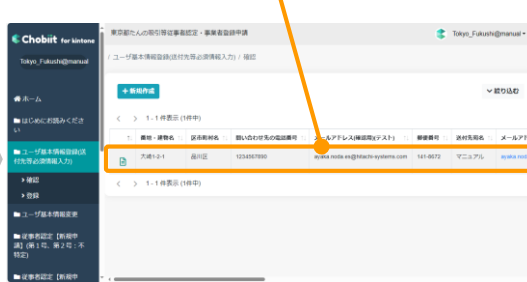 Chobiit for kintone
東京都たんの吸引等従事者認定・事業者登録申請
Tokyo_Fukushi@manual
Tokyo_Fukushi@manual
/ ユーザ基本情報登録(送付先等必須情報入力) / 確認
+ 新規作成
絞り込む
ホーム
はじめにお読みください
1 - 1 件表示 (1件中)
番地・建物名 区市町村名 問い合わせ先の電話番号 メールアドレス(確認用)(テスト) 郵便番号 送付先宛名 メールア
ユーザ基本情報登録(送付先等必須情報入力)
大崎1-2-1 品川区 1234567890 ayaka.noda.es@hitachi-systems.com 141-8672 マニュアル ayaka.nod
> 確認
1 - 1 件表示 (1件中)
> 登録
ユーザ基本情報変更
従事者認定【新規申請】(第1号、第2号:不特定)
従事者認定【新規申